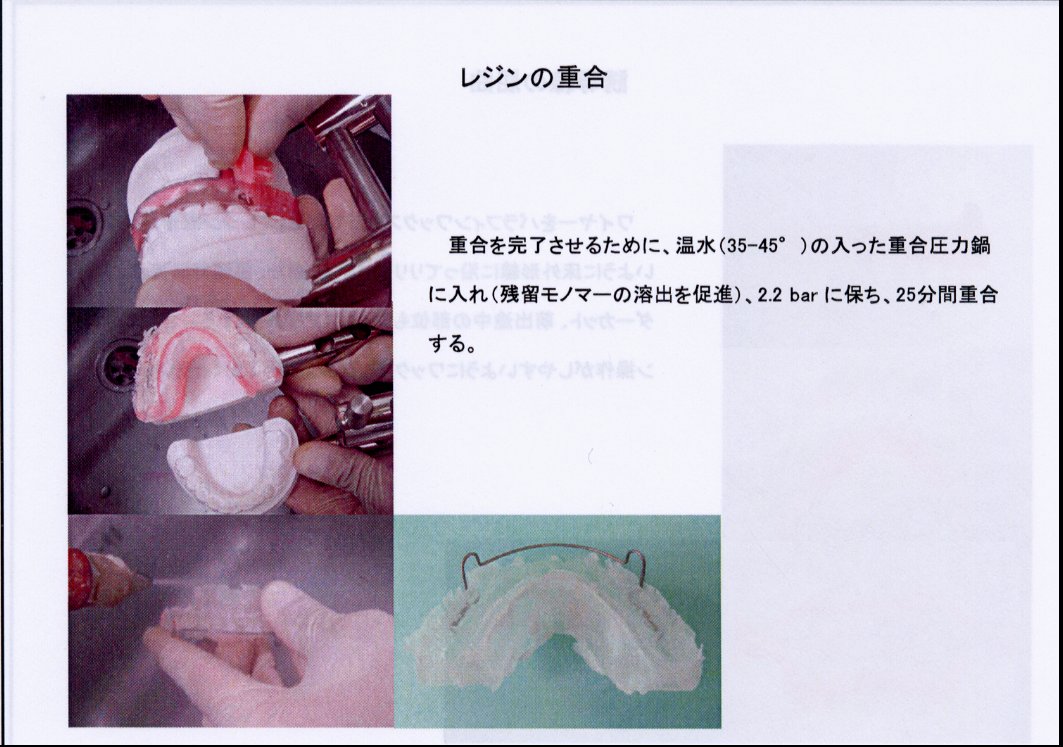 レジンの重合
重合を完了させるために、温水(35-45°)の入った重合圧力鍋
に入れ(残留モノマーの溶出を促進)、2.2 bar に保ち、25分間重合
する。